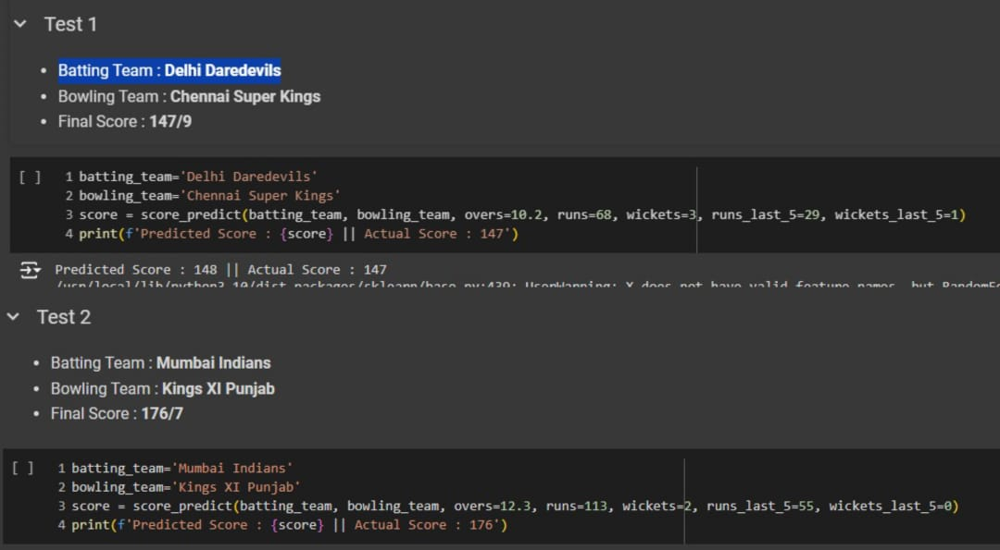 Test 1
Batting Team : Delhi Daredevils
Bowling Team : Chennai Super Kings
Final Score : 147/9
[ ] 1 batting_team='Delhi Daredevils'
2 bowling_team='Chennai Super Kings'
3 score = score_predict(batting_team, bowling_team, overs=10.2, runs=68, wickets=3, runs_last_5=29, wickets_last_5=1)
4 print(f'Predicted Score : {score} || Actual Score : 147')
Predicted Score : 148 || Actual Score : 147
/usr/local/lib/python3.10/dist-packages/sklearn/base.py:439: UserWarning: X does not have valid feature names, but
Test 2
Batting Team : Mumbai Indians
Bowling Team : Kings XI Punjab
Final Score : 176/7
[ ] 1 batting_team='Mumbai Indians'
2 bowling_team='Kings XI Punjab'
3 score = score_predict(batting_team, bowling_team, overs=12.3, runs=113, wickets=2, runs_last_5=55, wickets_last_5=0)
4 print(f'Predicted Score : {score} || Actual Score : 176')